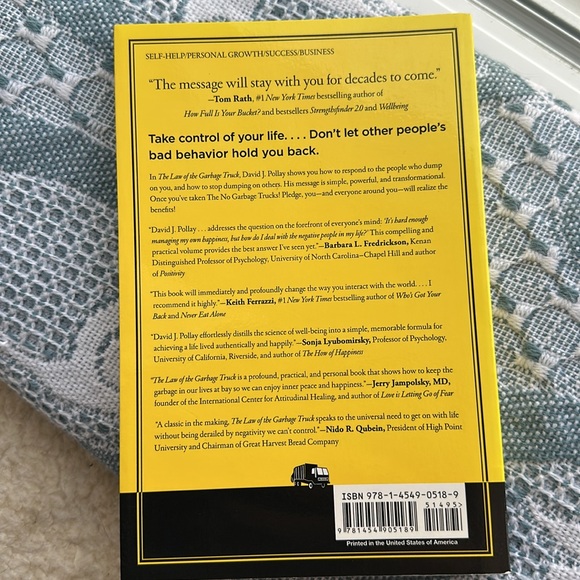 SELF-HELP/PERSONAL GROWTH/SUCCESS/BUSINESS
“The message will stay with you for decades to come.”
—Tom Rath, #1 New York Times bestselling author of
How Full Is Your Bucket? and bestsellers Strengthsfinder 2.0 and Wellbeing
Take control of your life. . . . Don’t let other people’s
bad behavior hold you back.
In The Law of the Garbage Truck, David J. Pollay shows you how to respond to the people who dump
on you, and how to stop dumping on others. His message is simple, powerful, and transformational.
Once you’ve taken The No Garbage Trucks! Pledge, you—and everyone around you—will realize the
benefits!
“David J. Pollay . . . addresses the question on the forefront of everyone’s mind: ‘It’s hard enough
managing my own happiness, but how do I deal with the negative people in my life?’ This compelling and
practical volume provides the best answer I’ve seen yet.”—Barbara L. Fredrickson, Kenan
Distinguished Professor of Psychology, University of North Carolina–Chapel Hill and author
of Positivity
“This book will immediately and profoundly change the way you interact with the world. . . . I
recommend it highly.”—Keith Ferrazzi, #1 New York Times bestselling author of Who’s Got Your
Back and Never Eat Alone
“David J. Pollay effortlessly distills the science of well-being into a simple, memorable formula for
achieving a life lived authentically and happily.”—Sonja Lyubomirsky, Professor of Psychology,
University of California, Riverside, and author of The How of Happiness
“The Law of the Garbage Truck is a profound, practical, and personal book that shows how to keep the
garbage in our lives at bay so we can enjoy inner peace and happiness.”—Jerry Jampolsky, MD,
founder of the International Center for Attitudinal Healing, and author of Love is Letting Go of Fear
“A classic in the making, The Law of the Garbage Truck speaks to the universal need to get on with life
without being derailed by negativity we can’t control.”—Nido R. Qubein, President of High Point
University and Chairman of Great Harvest Bread Company
ISBN 978-1-4549-0518-9
51495>
9 781454 905189
Printed in the United States of America